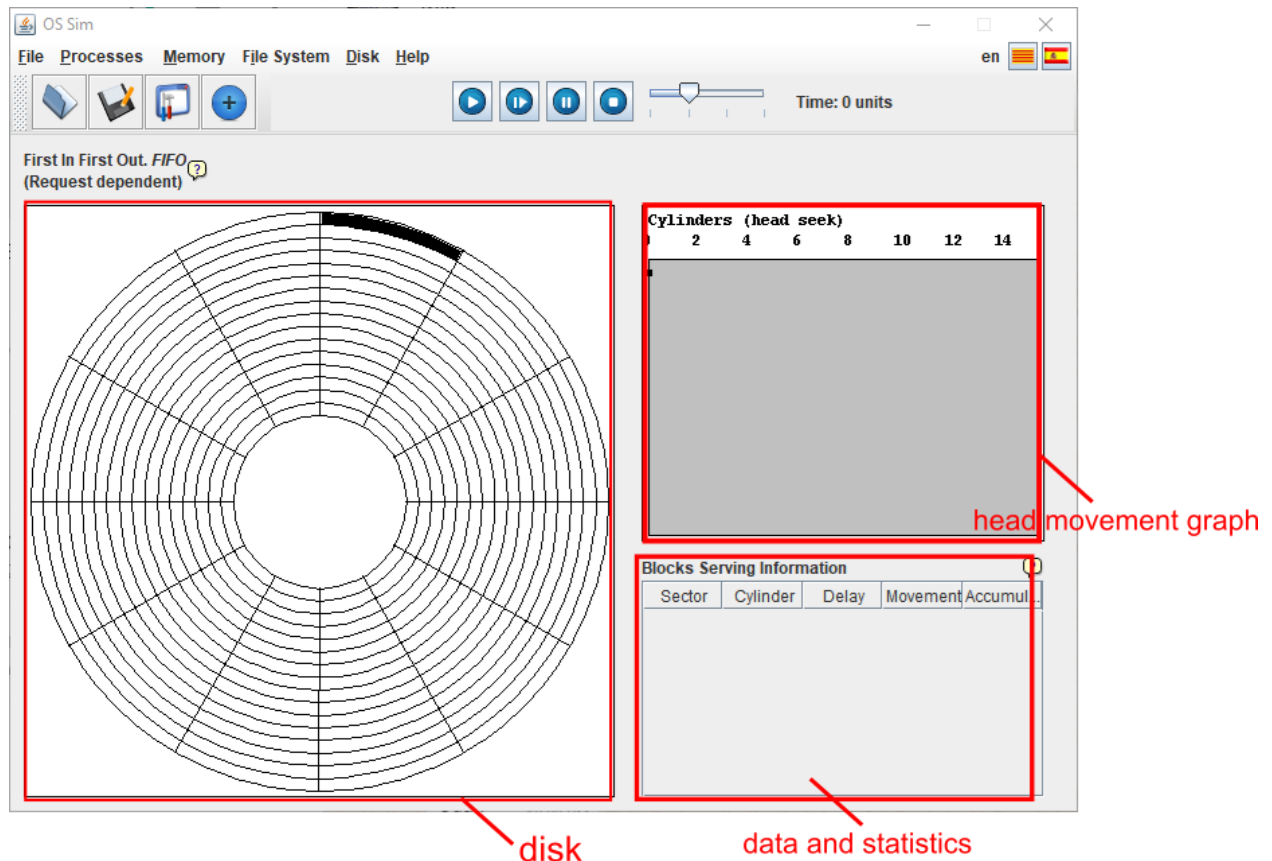 OS Sim
File Processes Memory File System Disk Help en
Time: 0 units
First In First Out. FIFO ?
(Request dependent)
Cylinders (head seek)
0 2 4 6 8 10 12 14
head movement graph
Blocks Serving Information ?
Sector Cylinder Delay Movement Accumul...
disk
data and statistics